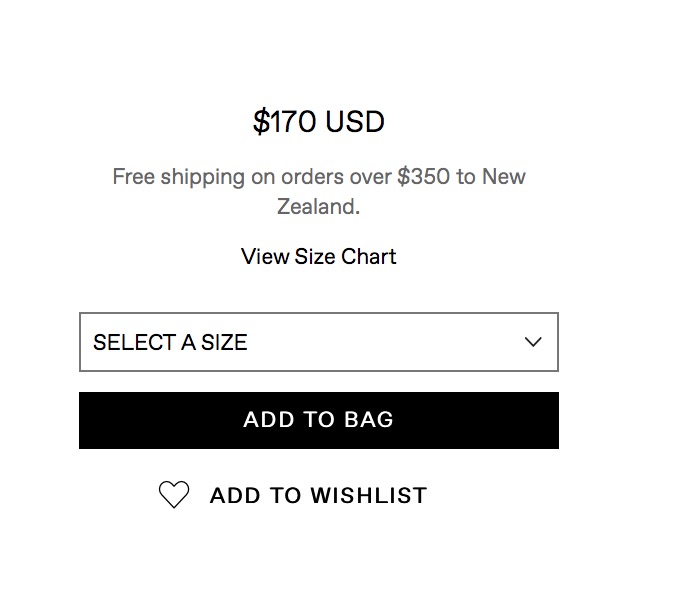 $170 USD
Free shipping on orders over $350 to New
Zealand.
View Size Chart
SELECT A SIZE
ADD TO BAG
ADD TO WISHLIST